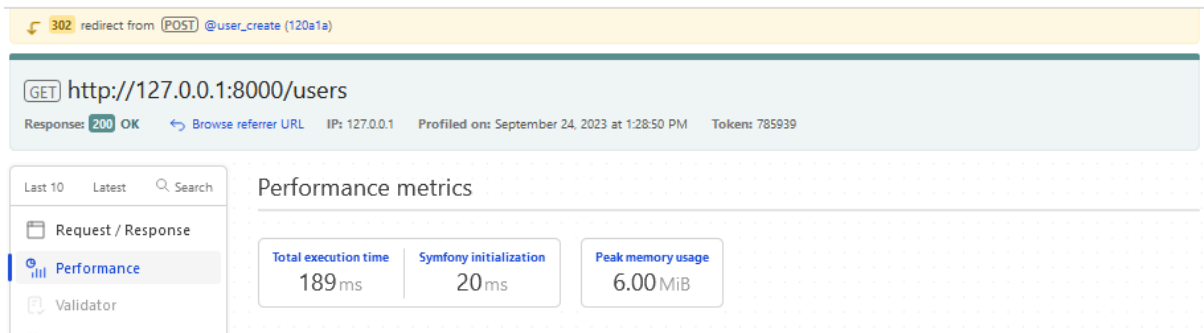 302 redirect from POST @user_create (120a1a)
GET http://127.0.0.1:8000/users
Response: 200 OK Browse referrer URL IP: 127.0.0.1 Profiled on: September 24, 2023 at 1:28:50 PM Token: 785939
Last 10 Latest Search
Request / Response
Performance
Validator
Performance metrics
Total execution time Symfony initialization Peak memory usage
189 ms 20 ms 6.00 MiB